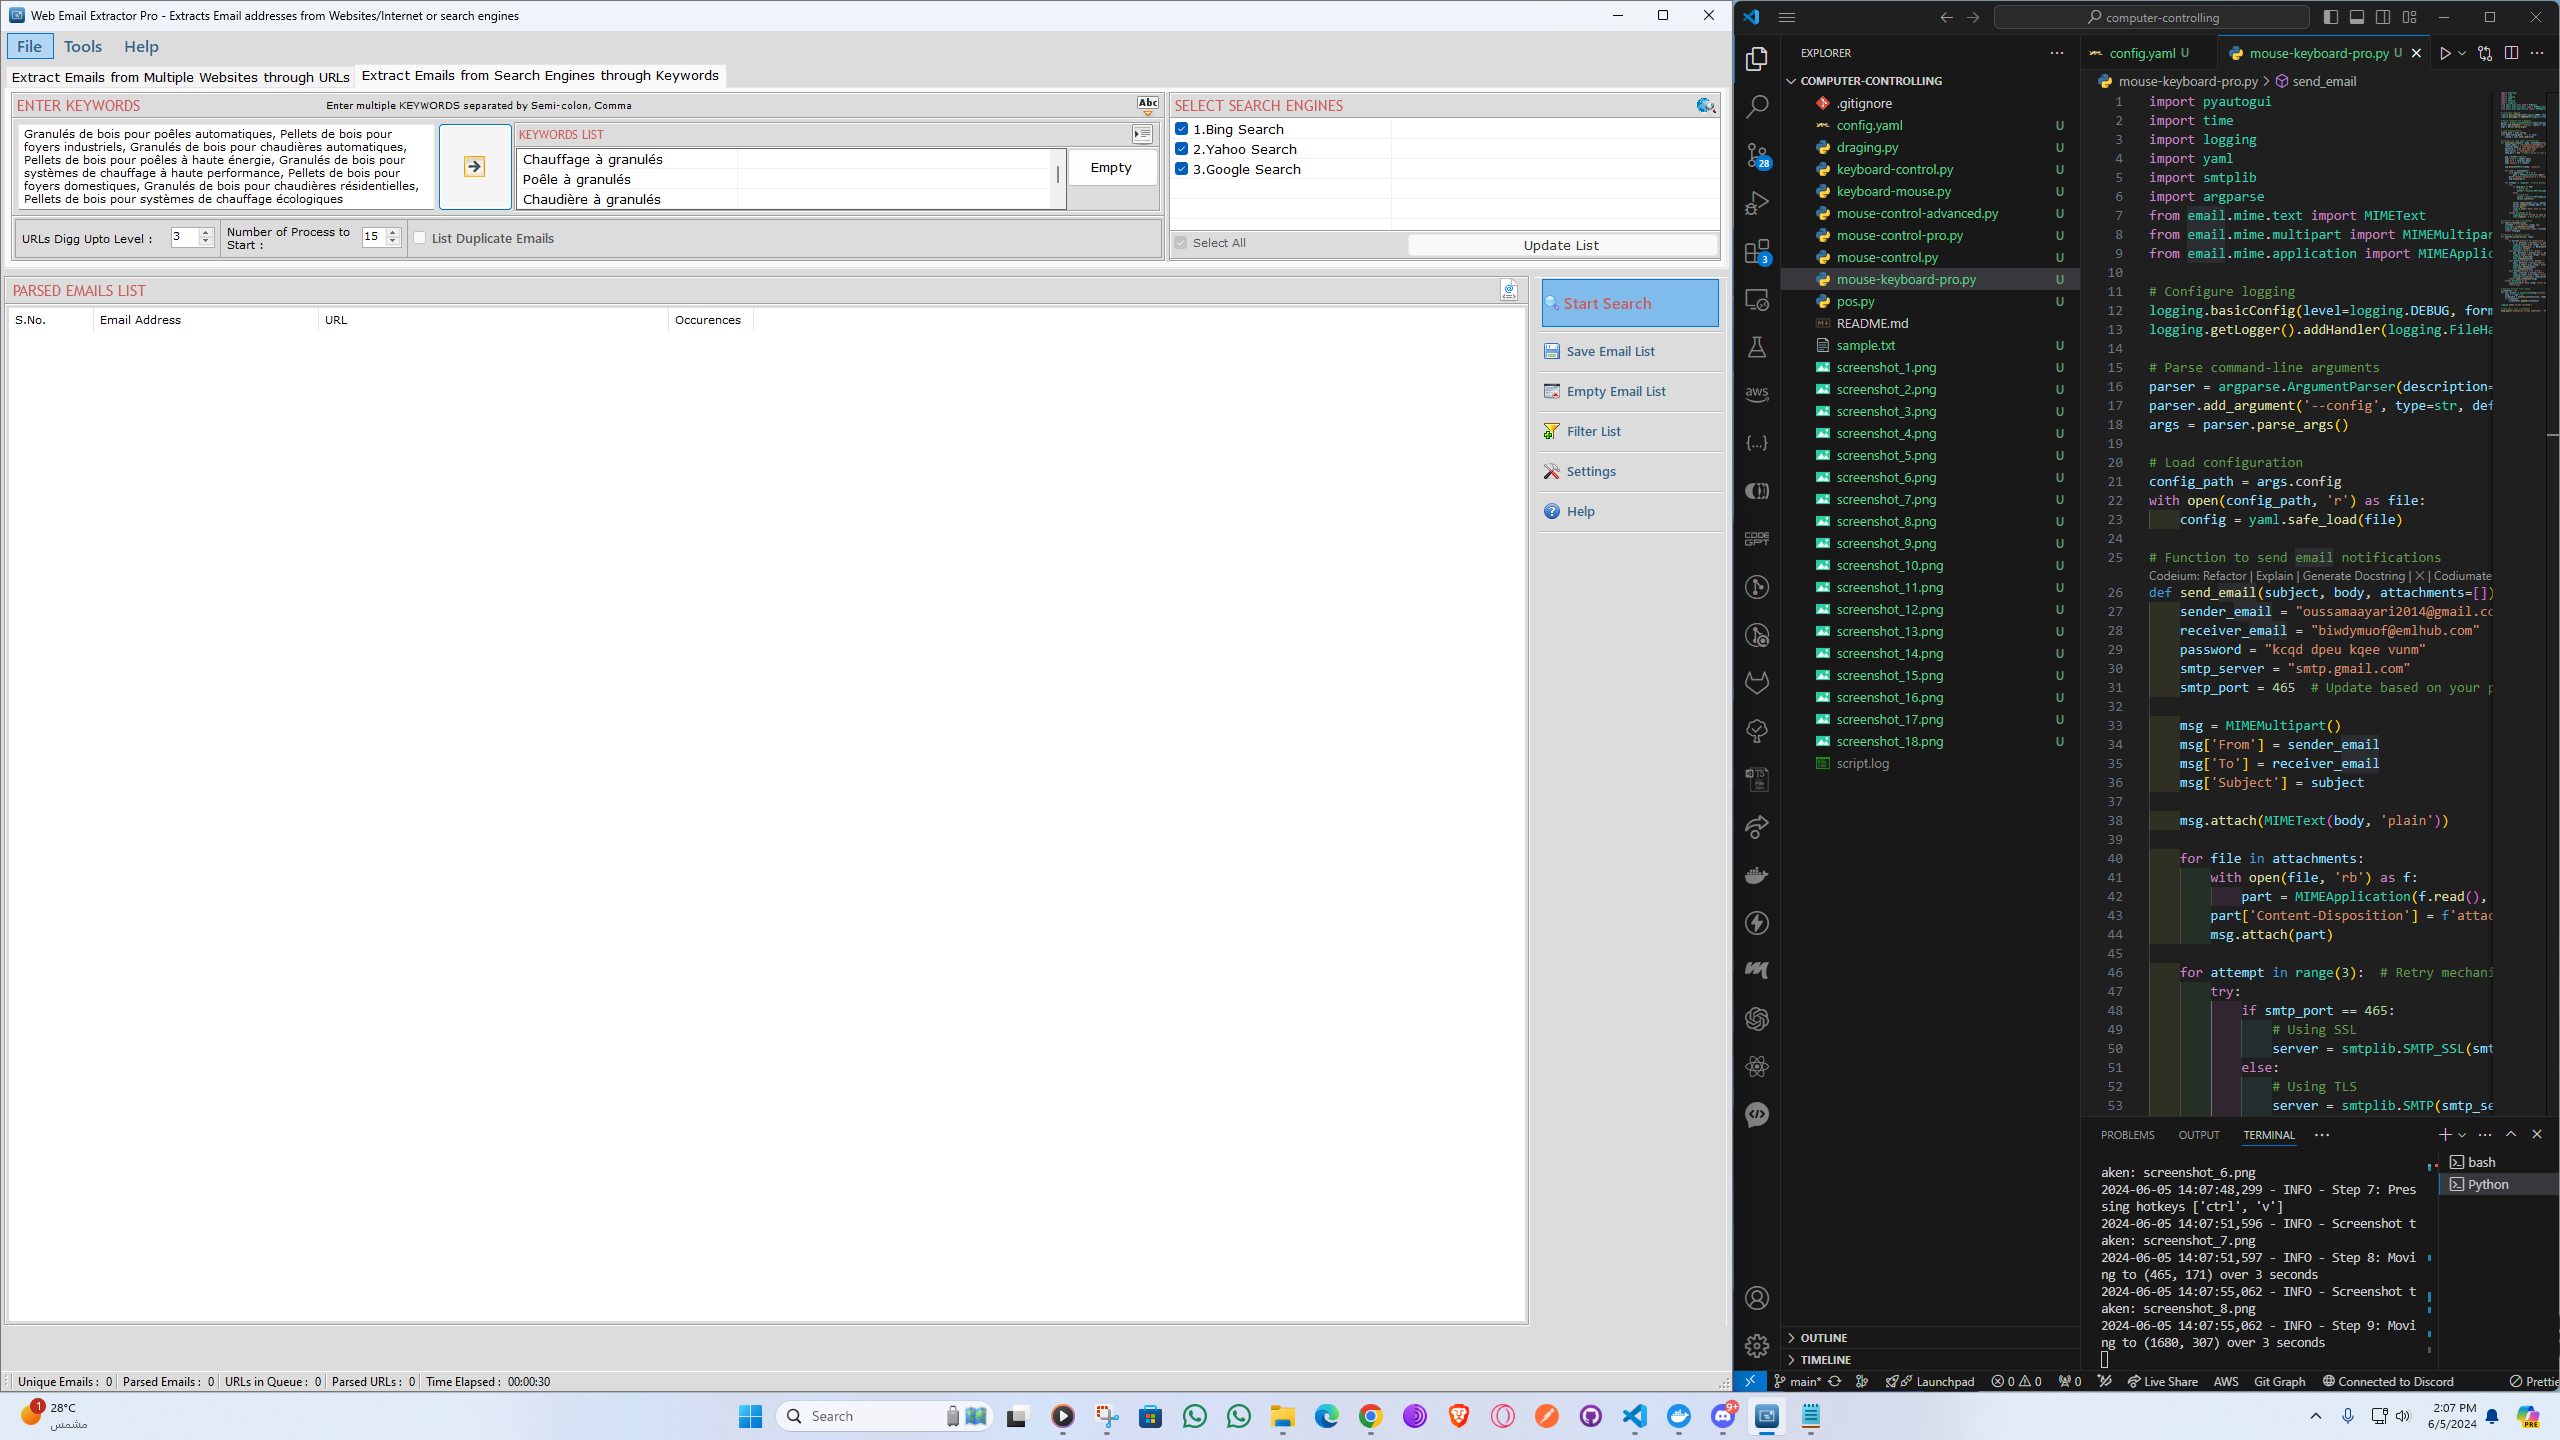 Web Email Extractor Pro - Extracts Email addresses from Websites/Internet or search engines
File Tools Help
Extract Emails from Multiple Websites through URLs
Extract Emails from Search Engines through Keywords
ENTER KEYWORDS
Enter multiple KEYWORDS separated by Semi-colon, Comma
Abc
Granulés de bois pour poêles automatiques, Pellets de bois pour
foyers industriels, Granulés de bois pour chaudières automatiques,
Pellets de bois pour poêles à haute énergie, Granulés de bois pour
systèmes de chauffage à haute performance, Pellets de bois pour
foyers domestiques, Granulés de bois pour chaudières résidentielles,
Pellets de bois pour systèmes de chauffage écologiques
KEYWORDS LIST
Chauffage à granulés
Poêle à granulés
Chaudière à granulés
Empty
URLs Digg Upto Level : 3
Number of Process to
Start : 15
List Duplicate Emails
SELECT SEARCH ENGINES
1.Bing Search
2.Yahoo Search
3.Google Search
Select All
Update List
PARSED EMAILS LIST
S.No. Email Address URL Occurences
Start Search
Save Email List
Empty Email List
Filter List
Settings
Help
Unique Emails : 0 Parsed Emails : 0 URLs in Queue : 0 Parsed URLs : 0 Time Elapsed : 00:00:30
computer-controlling
EXPLORER
COMPUTER-CONTROLLING
.gitignore
config.yaml U
draging.py U
keyboard-control.py U
keyboard-mouse.py U
mouse-control-advanced.py U
mouse-control-pro.py U
mouse-control.py U
mouse-keyboard-pro.py U
pos.py U
README.md
sample.txt U
screenshot_1.png U
screenshot_2.png U
screenshot_3.png U
screenshot_4.png U
screenshot_5.png U
screenshot_6.png U
screenshot_7.png U
screenshot_8.png U
screenshot_9.png U
screenshot_10.png U
screenshot_11.png U
screenshot_12.png U
screenshot_13.png U
screenshot_14.png U
screenshot_15.png U
screenshot_16.png U
screenshot_17.png U
screenshot_18.png U
script.log
OUTLINE
TIMELINE
28
3
aws
CODE
GPT
config.yaml U
mouse-keyboard-pro.py U
mouse-keyboard-pro.py > send_email
1 import pyautogui
2 import time
3 import logging
4 import yaml
5 import smtplib
6 import argparse
7 from email.mime.text import MIMEText
8 from email.mime.multipart import MIMEMultipar
9 from email.mime.application import MIMEApplic
10
11 # Configure logging
12 logging.basicConfig(level=logging.DEBUG, form
13 logging.getLogger().addHandler(logging.FileHa
14
15 # Parse command-line arguments
16 parser = argparse.ArgumentParser(description=
17 parser.add_argument('--config', type=str, def
18 args = parser.parse_args()
19
20 # Load configuration
21 config_path = args.config
22 with open(config_path, 'r') as file:
23 config = yaml.safe_load(file)
24
25 # Function to send email notifications
Codeium: Refactor | Explain | Generate Docstring | X | Codiumate
26 def send_email(subject, body, attachments=[])
27 sender_email = "oussamaayari2014@gmail.co
28 receiver_email = "biwdymuof@emlhub.com"
29 password = "kcqd dpeu kqee vunm"
30 smtp_server = "smtp.gmail.com"
31 smtp_port = 465 # Update based on your p
32
33 msg = MIMEMultipart()
34 msg['From'] = sender_email
35 msg['To'] = receiver_email
36 msg['Subject'] = subject
37
38 msg.attach(MIMEText(body, 'plain'))
39
40 for file in attachments:
41 with open(file, 'rb') as f:
42 part = MIMEApplication(f.read(),
43 part['Content-Disposition'] = f'attac
44 msg.attach(part)
45
46 for attempt in range(3): # Retry mechani
47 try:
48 if smtp_port == 465:
49 # Using SSL
50 server = smtplib.SMTP_SSL(smt
51 else:
52 # Using TLS
53 server = smtplib.SMTP(smtp_se
PROBLEMS OUTPUT TERMINAL
bash
Python
aken: screenshot_6.png
2024-06-05 14:07:48,299 - INFO - Step 7: Pres
sing hotkeys ['ctrl', 'v']
2024-06-05 14:07:51,596 - INFO - Screenshot t
aken: screenshot_7.png
2024-06-05 14:07:51,597 - INFO - Step 8: Movi
ng to (465, 171) over 3 seconds
2024-06-05 14:07:55,062 - INFO - Screenshot t
aken: screenshot_8.png
2024-06-05 14:07:55,062 - INFO - Step 9: Movi
ng to (1680, 307) over 3 seconds
main* Launchpad 0 0 0 Live Share AWS Git Graph Connected to Discord Prettie
1
28°C
مشمس
Search
9+
2:07 PM
6/5/2024
PRE